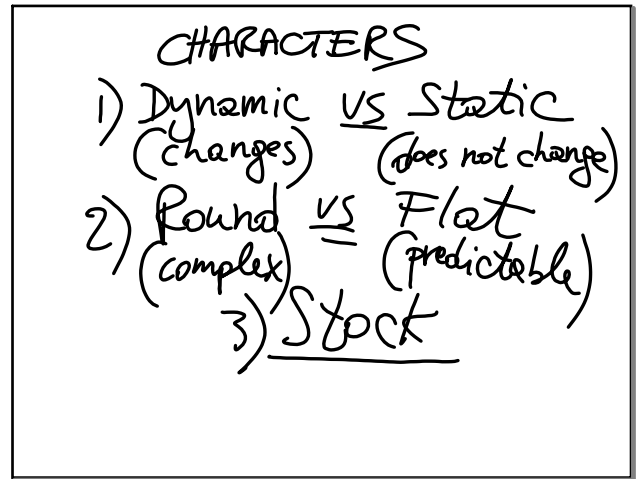 CHARACTERS
1) Dynamic vs Static
(changes) (does not change)
2) Round vs Flat
(complex) (predictable)
3) Stock